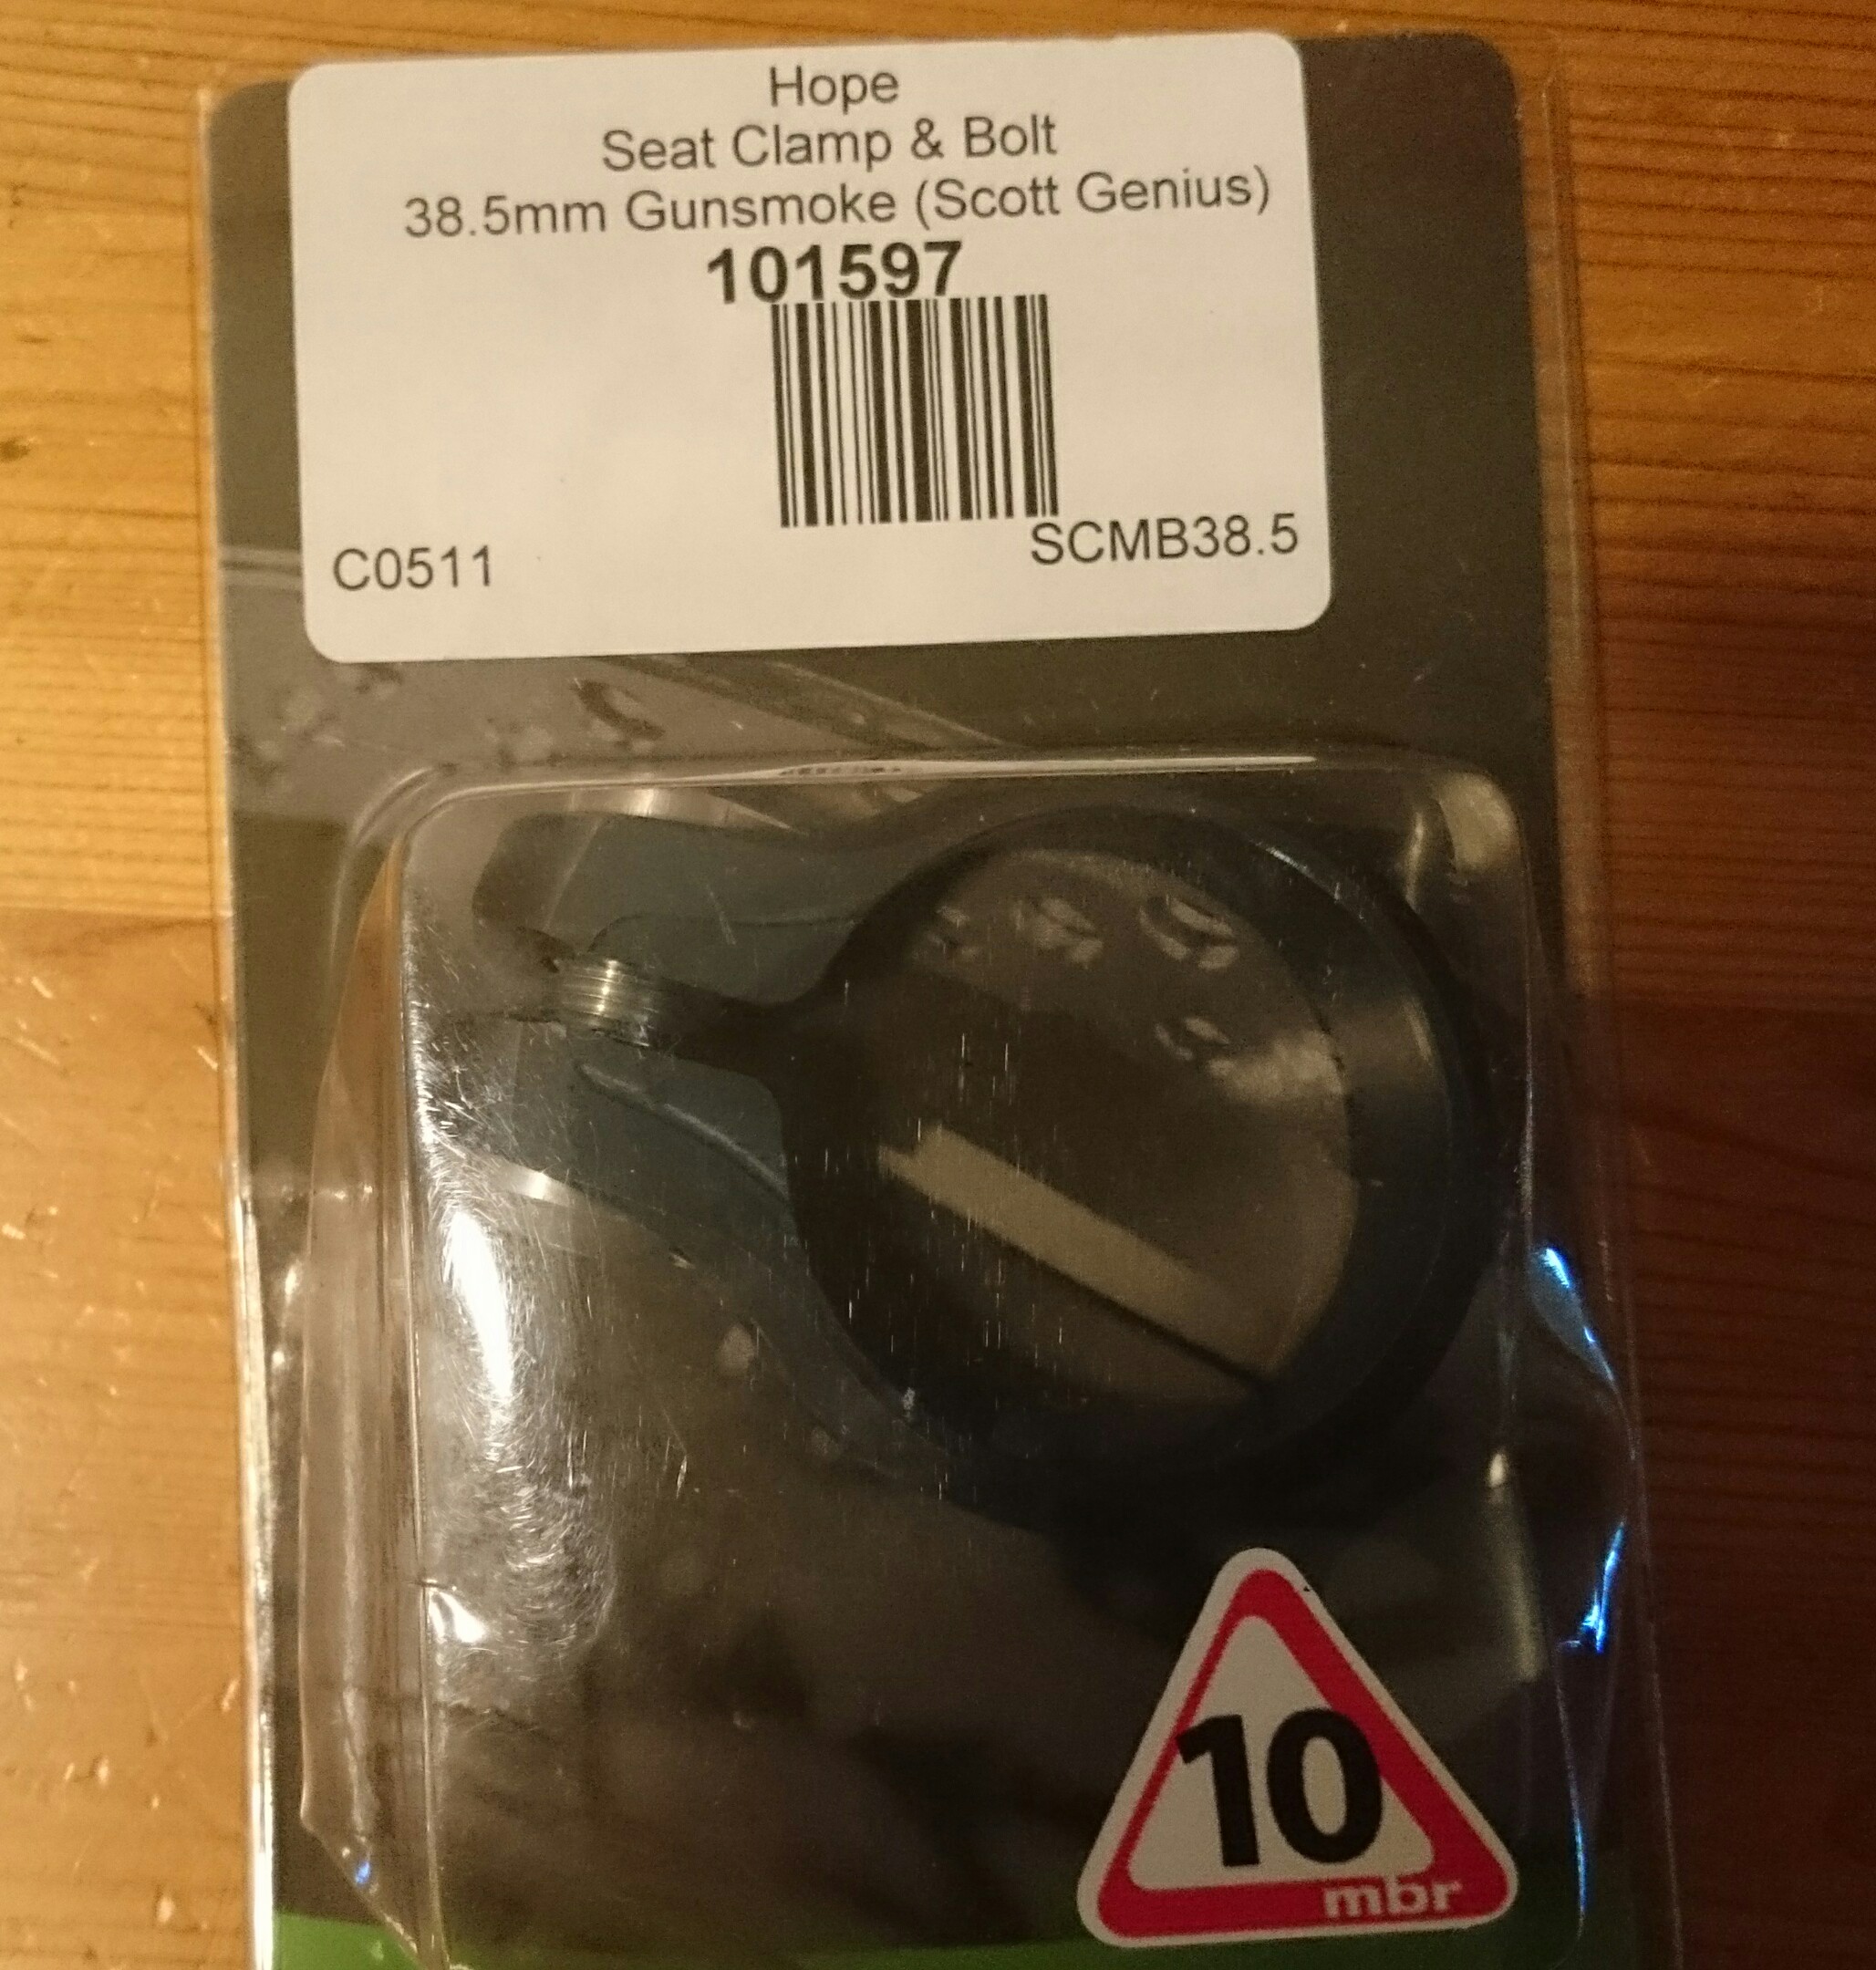 Hope
Seat Clamp & Bolt
38.5mm Gunsmoke (Scott Genius)
101597
C0511
SCMB38.5
10
mbr